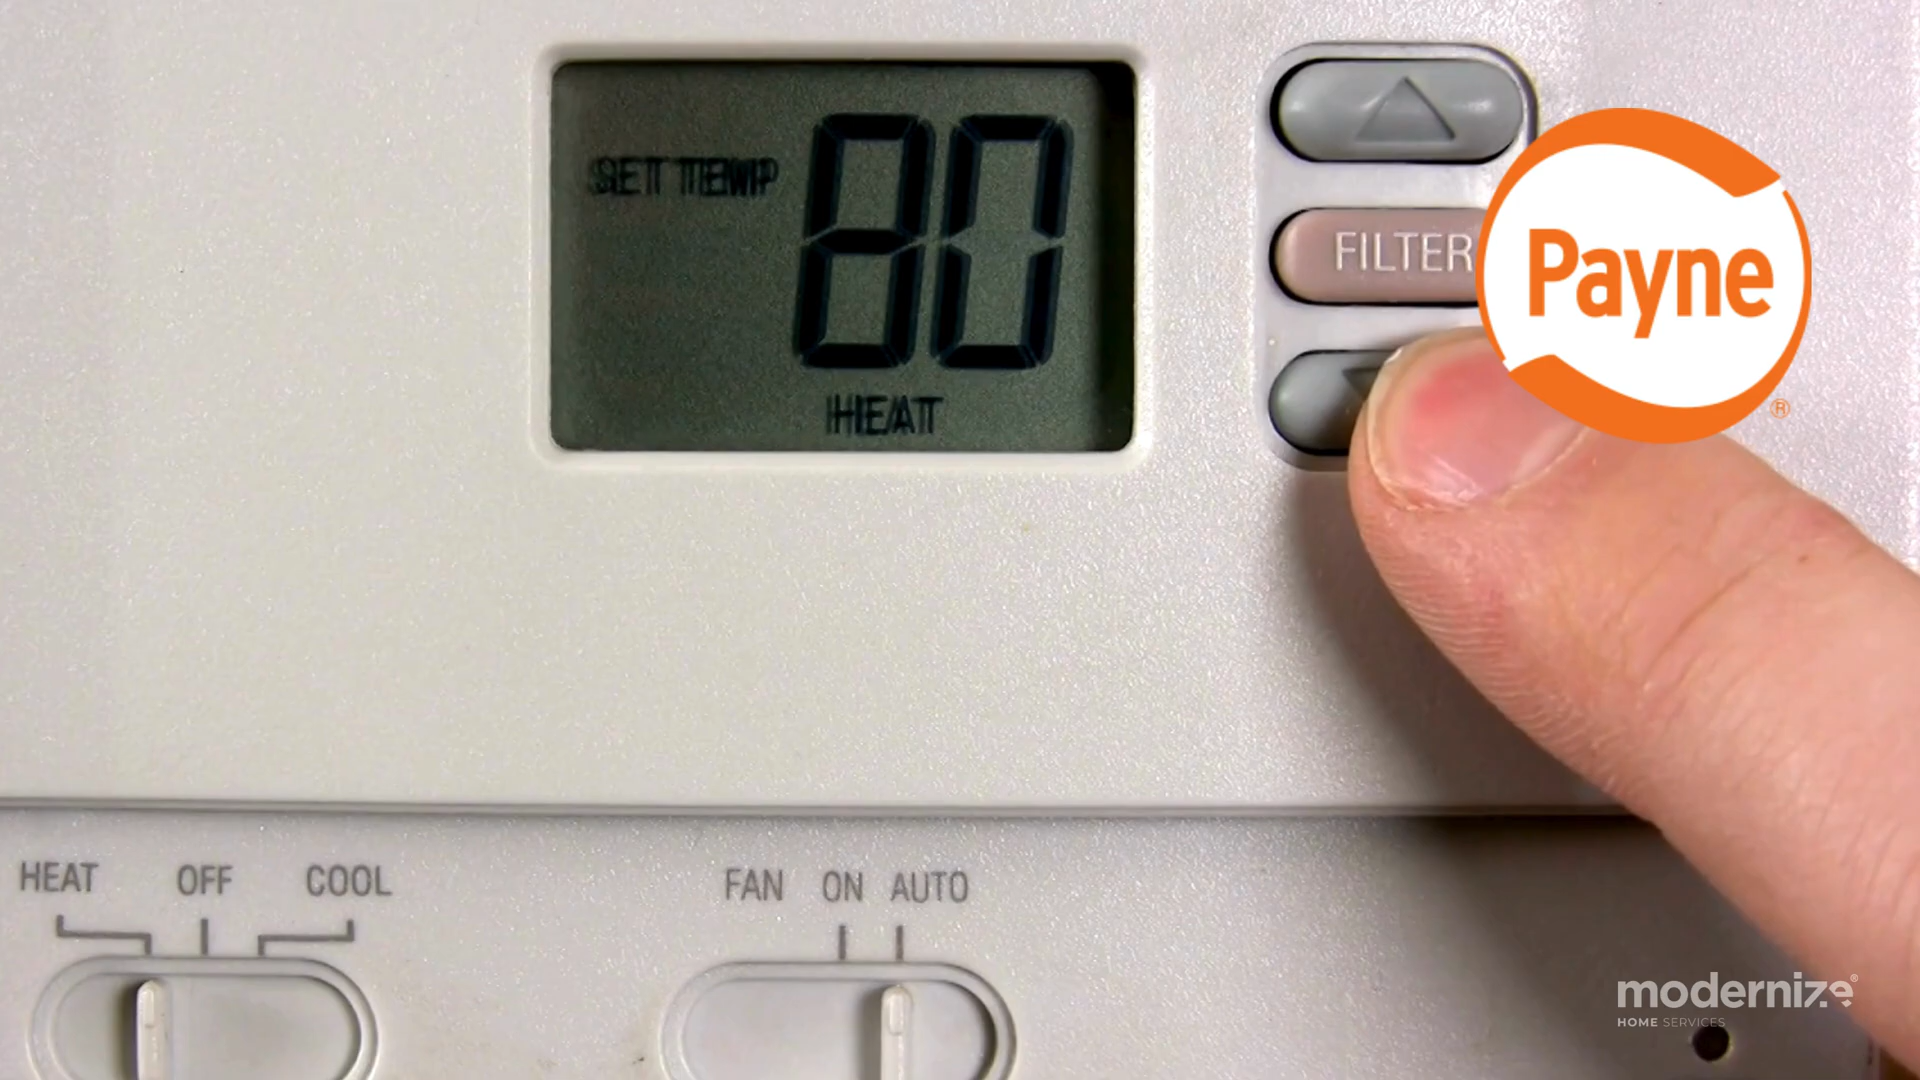 SET TEMP
80
HEAT
FILTER
Payne
®
HEAT OFF COOL
FAN ON AUTO
modernize®
HOME SERVICES